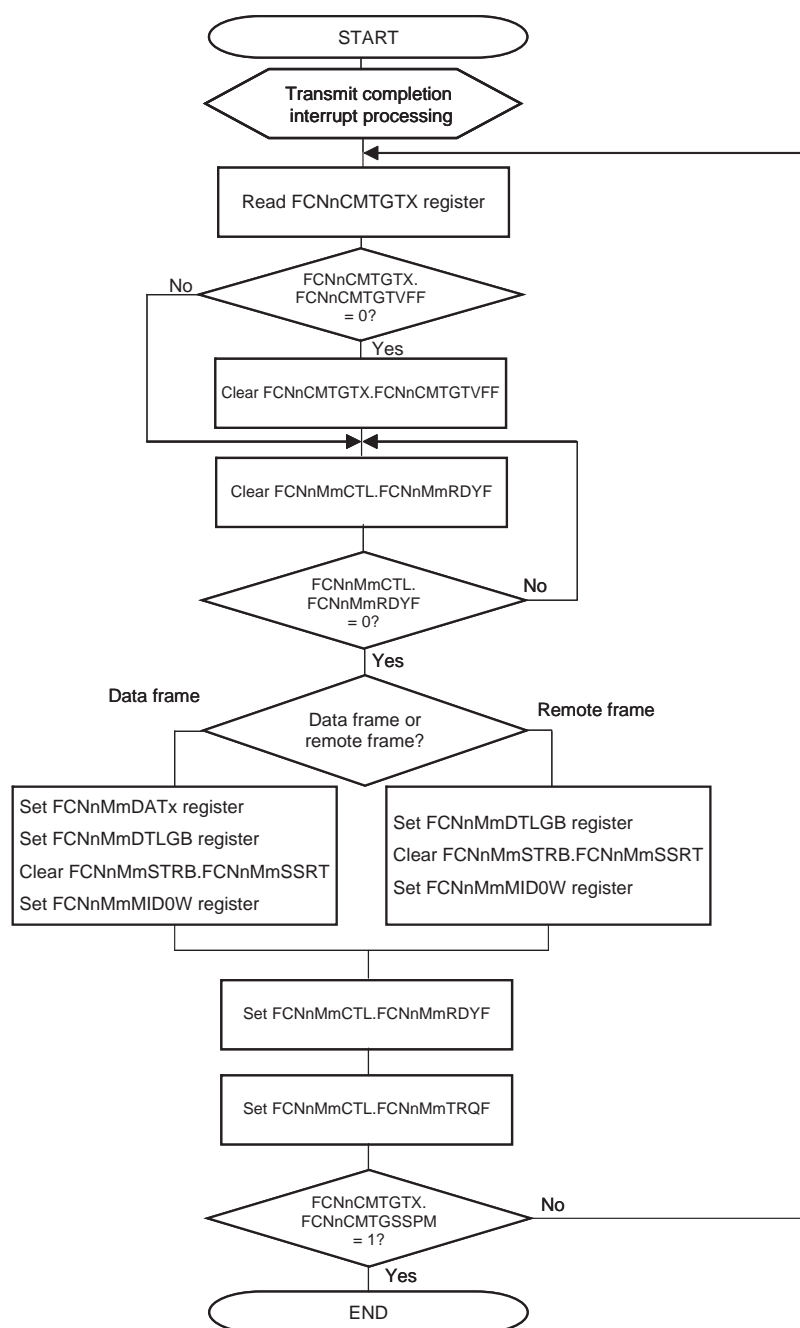 START
Transmit completion
interrupt processing
Read FCNnCMTGTX register
FCNnCMTGTX.
FCNnCMTGTVFF
= 0?
No
Yes
Clear FCNnCMTGTX.FCNnCMTGTVFF
Clear FCNnMmCTL.FCNnMmRDYF
FCNnMmCTL.
FCNnMmRDYF
= 0?
No
Yes
Data frame
Data frame or
remote frame?
Remote frame
Set FCNnMmDATx register
Set FCNnMmDTLGB register
Clear FCNnMmSTRB.FCNnMmSSRT
Set FCNnMmMID0W register
Set FCNnMmDTLGB register
Clear FCNnMmSTRB.FCNnMmSSRT
Set FCNnMmMID0W register
Set FCNnMmCTL.FCNnMmRDYF
Set FCNnMmCTL.FCNnMmTRQF
FCNnCMTGTX.
FCNnCMTGSSPM
= 1?
No
Yes
END